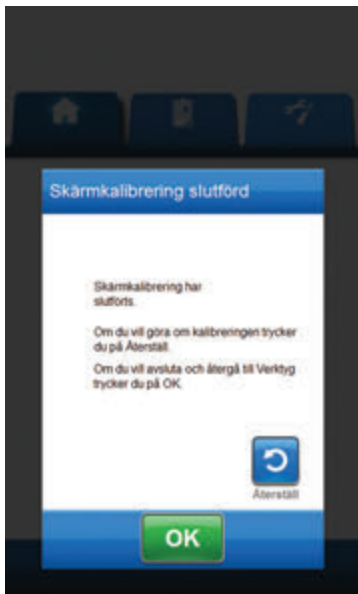 Skärmkalibrering slutförd
Skärmkalibrering har
slutförts.
Om du vill göra om kalibreringen trycker
du på Återställ.
Om du vill avsluta och återgå till Verktyg
trycker du på OK.
Återställ
OK